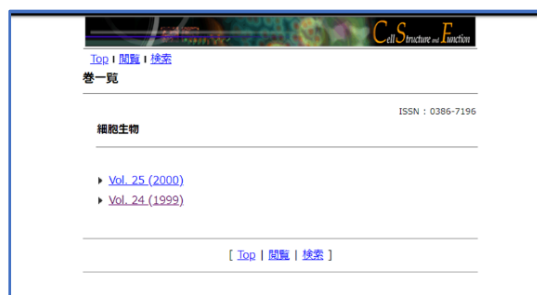 Cell Structure and Function
Top | 閲覧 | 検索
巻一覧
ISSN : 0386-7196
細胞生物
Vol. 25 (2000)
Vol. 24 (1999)
[ Top | 閲覧 | 検索 ]